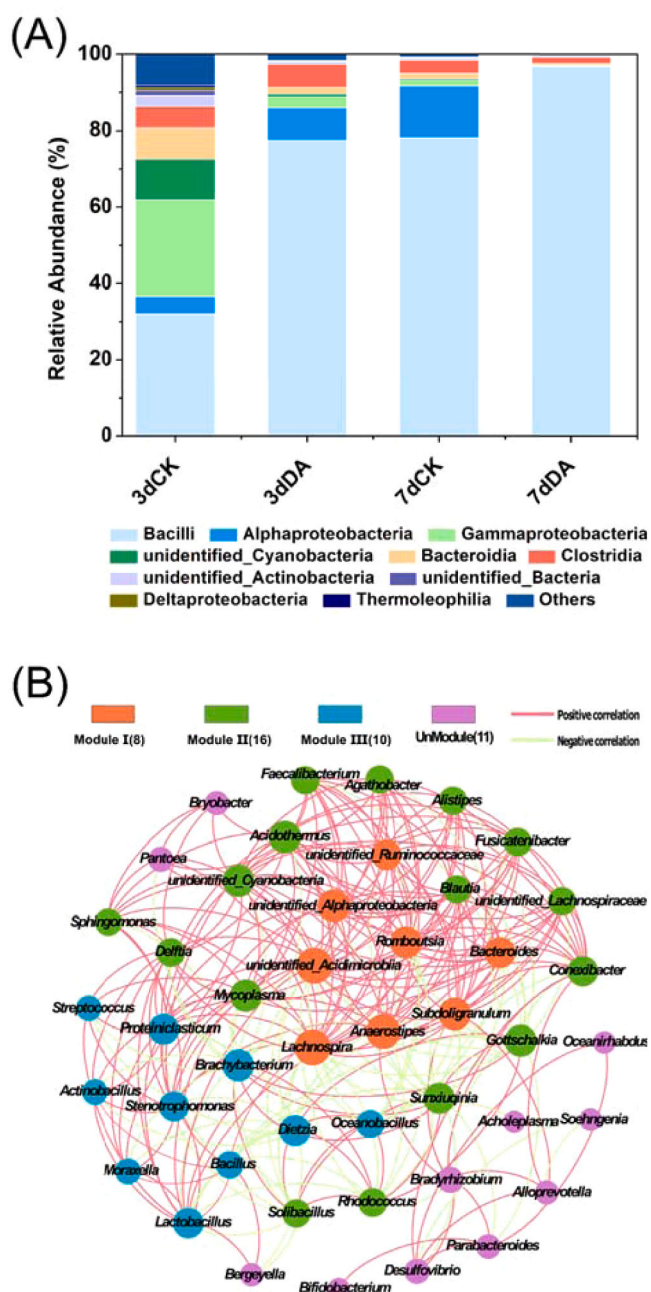 (A)
100
80
60
40
20
0
Relative Abundance (%)
3dCK 3dDA 7dCK 7dDA
Bacilli Alphaproteobacteria Gammaproteobacteria
unidentified_Cyanobacteria Bacteroidia Clostridia
unidentified_Actinobacteria unidentified_Bacteria
Deltaproteobacteria Thermoleophilia Others
(B)
Module I(8) Module II(16) Module III(10) UnModule(11)
Positive correlation
Negative correlation
Faecalibacterium
Agathobacter
Bryobacter
Alistipes
Acidothermus
Fusicatenibacter
Pantoea
unidentified_Ruminococcaceae
unidentified_Cyanobacteria
Blautia
unidentified_Lachnospiraceae
unidentified_Alphaproteobacteria
Sphingomonas
Romboutsia
Bacteroides
Delftia
unidentified_Acidimicrobiia
Conexibacter
Mycoplasma
Streptococcus
Subdoligranulum
Proteiniclasticum
Anaerostipes
Gottschalkia
Lachnospira
Oceanirhabdus
Brachybacterium
Actinobacillus
Stenotrophomonas
Sunxiuqinia
Acholeplasma
Soehngenia
Dietzia
Oceanobacillus
Moraxella
Bacillus
Bradyrhizobium
Alloprevotella
Rhodococcus
Solibacillus
Lactobacillus
Parabacteroides
Bergeyella
Desulfovibrio
Bifidobacterium